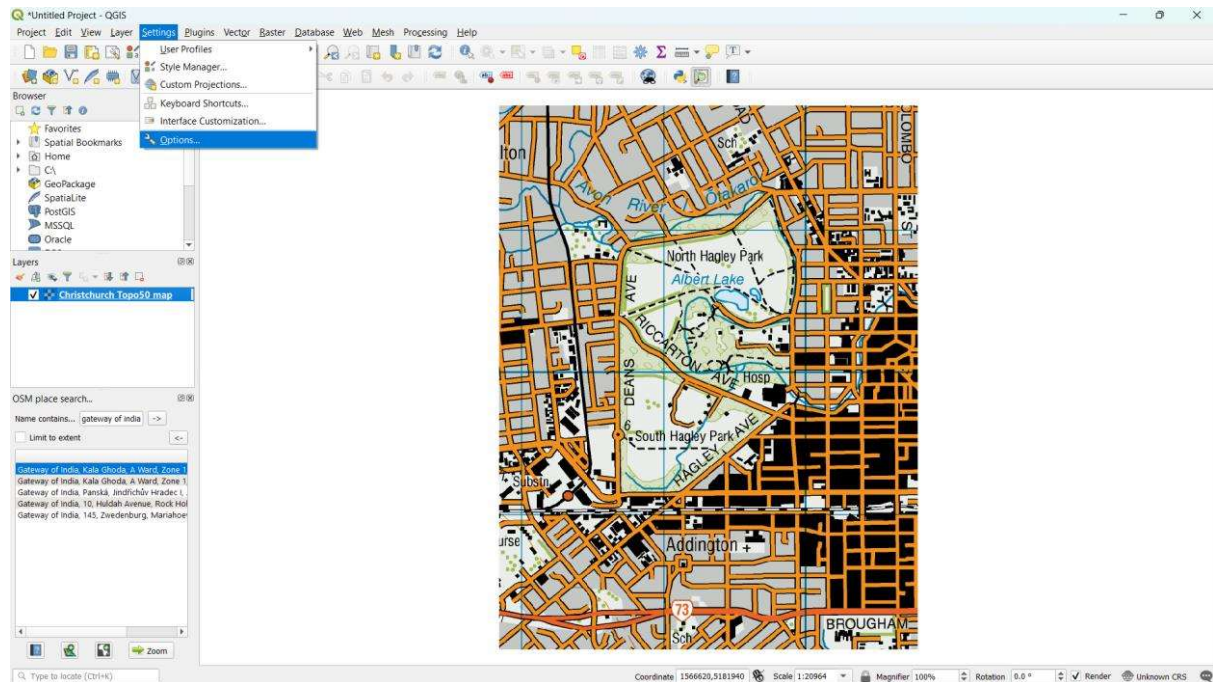 *Untitled Project - QGIS
Project Edit View Layer Settings Plugins Vector Raster Database Web Mesh Processing Help
User Profiles
Style Manager...
Custom Projections...
Keyboard Shortcuts...
Interface Customization...
Options...
Browser
Favorites
Spatial Bookmarks
Home
C:\
GeoPackage
SpatiaLite
PostGIS
MSSQL
Oracle
Layers
Christchurch Topo50 map
OSM place search...
Name contains... gateway of india ->
Limit to extent <-
Gateway of India, Kala Ghoda, A Ward, Zone 1
Gateway of India, Kala Ghoda, A Ward, Zone 1
Gateway of India, Panská, Jindřichův Hradec I,
Gateway of India, 10, Huldah Avenue, Rock Hol
Gateway of India, 145, Zwedenburg, Mariahoe
Zoom
lton
Sch
OAD
OLOMBO
ST
Avon River / Ōtakaro
North Hagley Park
Albert Lake
DEANS AVE
RICCARTON AVE
Hosp
6
South Hagley Park
HAGLEY AVE
Substn
urse
Addington
73
BROUGHAM
Sch
Type to locate (Ctrl+K)
Coordinate 1566620,5181940 Scale 1:20964 Magnifier 100% Rotation 0.0 ° Render Unknown CRS